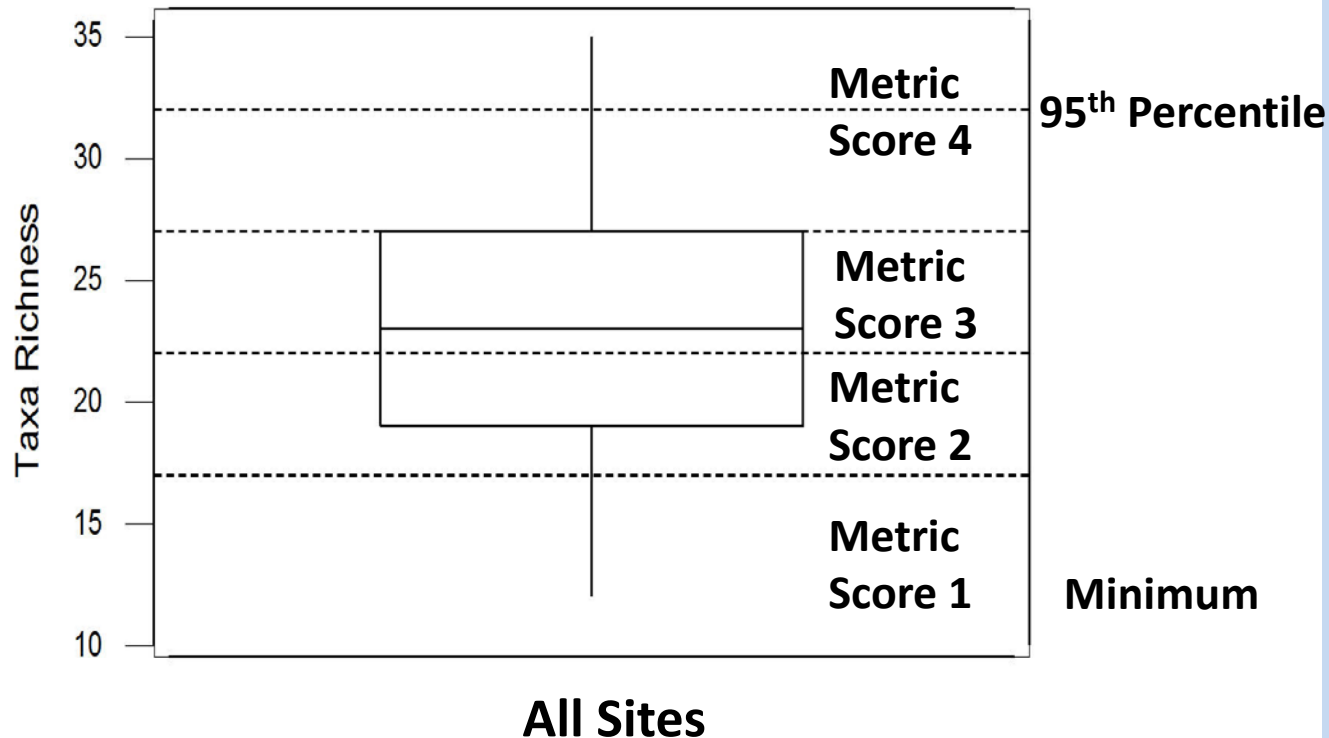 35
30
25
20
15
10
Taxa Richness
Metric
Score 4
Metric
Score 3
Metric
Score 2
Metric
Score 1
95th Percentile
Minimum
All Sites